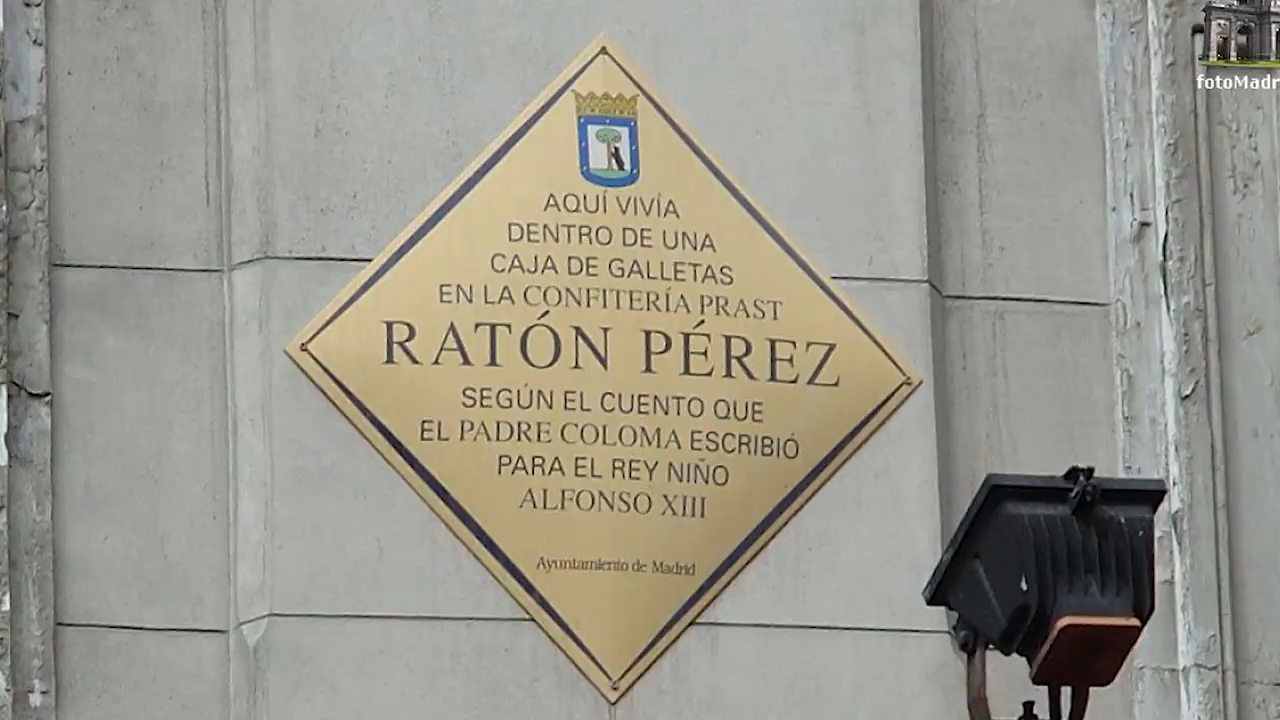 AQUÍ VIVÍA
DENTRO DE UNA
CAJA DE GALLETAS
EN LA CONFITERÍA PRAST
RATÓN PÉREZ
SEGÚN EL CUENTO QUE
EL PADRE COLOMA ESCRIBIÓ
PARA EL REY NIÑO
ALFONSO XIII
Ayuntamiento de Madrid
fotoMadr